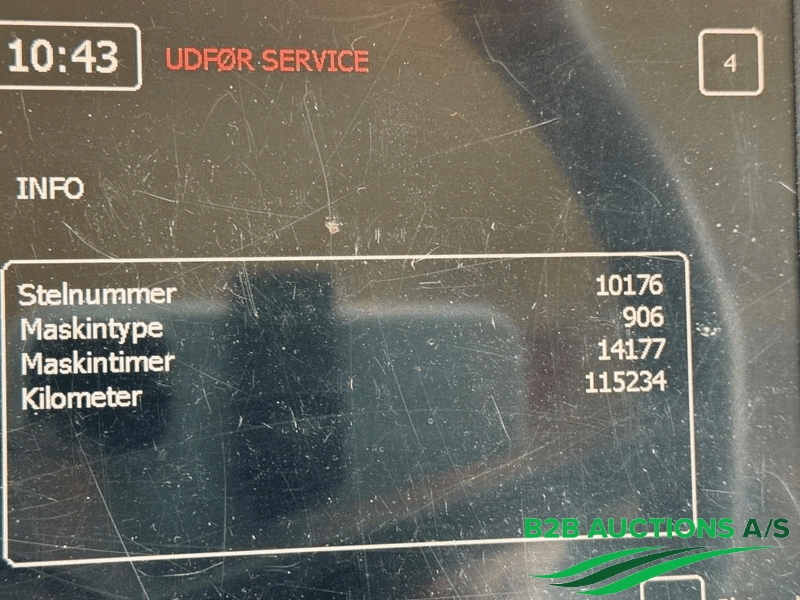 10:43 UDFØR SERVICE 4
INFO
Stelnummer 10176
Maskintype 906
Maskintimer 14177
Kilometer 115234
B2B AUCTIONS A/S